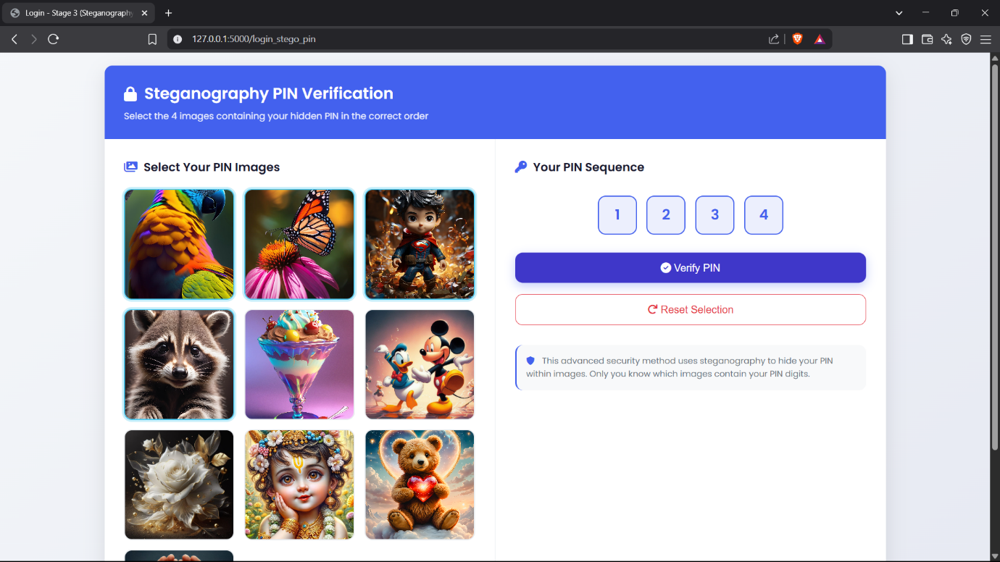 Login - Stage 3 (Steganography
127.0.0.1:5000/login_stego_pin
Steganography PIN Verification
Select the 4 images containing your hidden PIN in the correct order
Select Your PIN Images
Your PIN Sequence
1 2 3 4
Verify PIN
Reset Selection
This advanced security method uses steganography to hide your PIN
within images. Only you know which images contain your PIN digits.